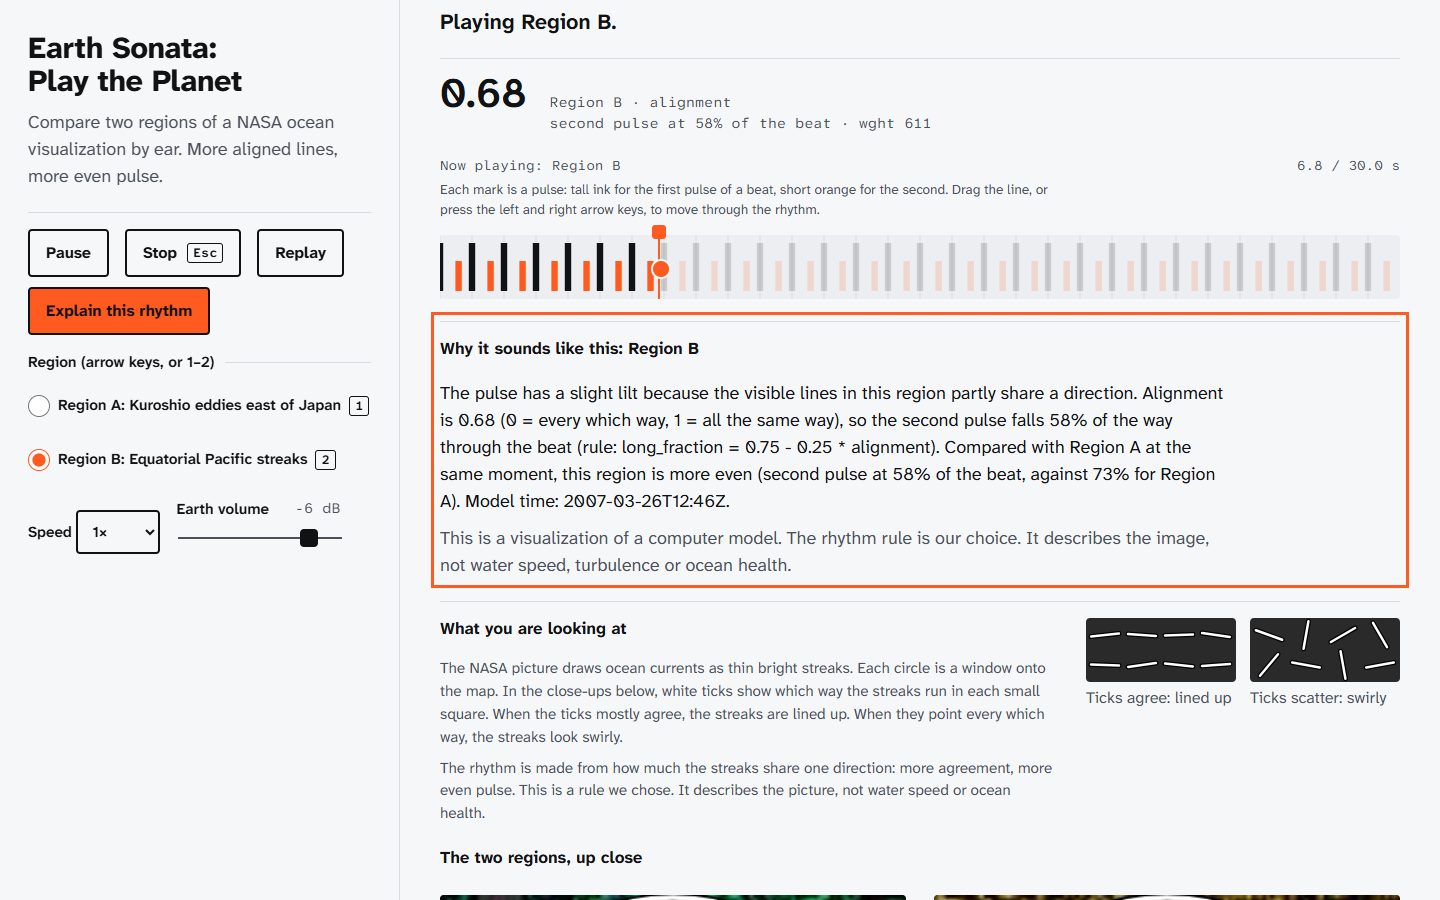 Earth Sonata:
Play the Planet
Compare two regions of a NASA ocean
visualization by ear. More aligned lines,
more even pulse.
Pause
Stop Esc
Replay
Explain this rhythm
Region (arrow keys, or 1–2)
Region A: Kuroshio eddies east of Japan 1
Region B: Equatorial Pacific streaks 2
Speed 1×
Earth volume -6 dB
Playing Region B.
0.68
Region B · alignment
second pulse at 58% of the beat · wght 611
Now playing: Region B
6.8 / 30.0 s
Each mark is a pulse: tall ink for the first pulse of a beat, short orange for the second. Drag the line, or
press the left and right arrow keys, to move through the rhythm.
Why it sounds like this: Region B
The pulse has a slight lilt because the visible lines in this region partly share a direction. Alignment
is 0.68 (0 = every which way, 1 = all the same way), so the second pulse falls 58% of the way
through the beat (rule: long_fraction = 0.75 - 0.25 * alignment). Compared with Region A at the
same moment, this region is more even (second pulse at 58% of the beat, against 73% for Region
A). Model time: 2007-03-26T12:46Z.
This is a visualization of a computer model. The rhythm rule is our choice. It describes the image,
not water speed, turbulence or ocean health.
What you are looking at
The NASA picture draws ocean currents as thin bright streaks. Each circle is a window onto
the map. In the close-ups below, white ticks show which way the streaks run in each small
square. When the ticks mostly agree, the streaks are lined up. When they point every which
way, the streaks look swirly.
The rhythm is made from how much the streaks share one direction: more agreement, more
even pulse. This is a rule we chose. It describes the picture, not water speed or ocean
health.
Ticks agree: lined up
Ticks scatter: swirly
The two regions, up close